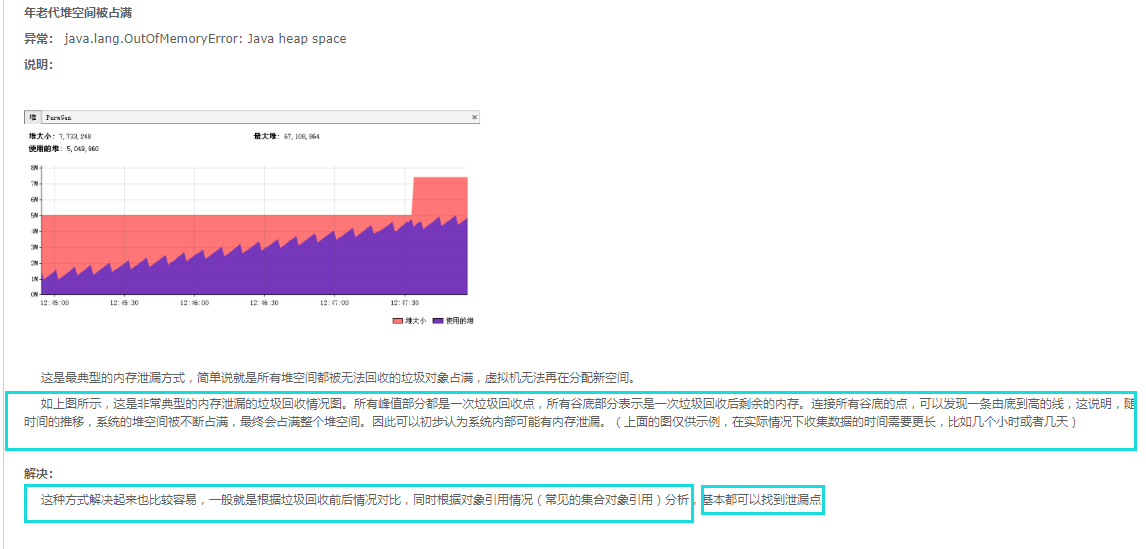 年老代堆空间被占满
异常： java.lang.OutOfMemoryError: Java heap space
说明：
堆 PermGen
堆大小： 7,733,248 最大堆： 67,108,864
使用的堆： 5,049,960
8M
7M
6M
5M
4M
3M
2M
1M
0M
12:45:00 12:45:30 12:46:00 12:46:30 12:47:00 12:47:30
堆大小 使用的堆
这是最典型的内存泄漏方式，简单说就是所有堆空间都被无法回收的垃圾对象占满，虚拟机无法再在分配新空间。
如上图所示，这是非常典型的内存泄漏的垃圾回收情况图。所有峰值部分都是一次垃圾回收点，所有谷底部分表示是一次垃圾回收后剩余的内存。连接所有谷底的点，可以发现一条由底到高的线，这说明，随
时间的推移，系统的堆空间被不断占满，最终会占满整个堆空间。因此可以初步认为系统内部可能有内存泄漏。（上面的图仅供示例，在实际情况下收集数据的时间需要更长，比如几个小时或者几天）
解决：
这种方式解决起来也比较容易，一般就是根据垃圾回收前后情况对比，同时根据对象引用情况（常见的集合对象引用）分析，基本都可以找到泄漏点